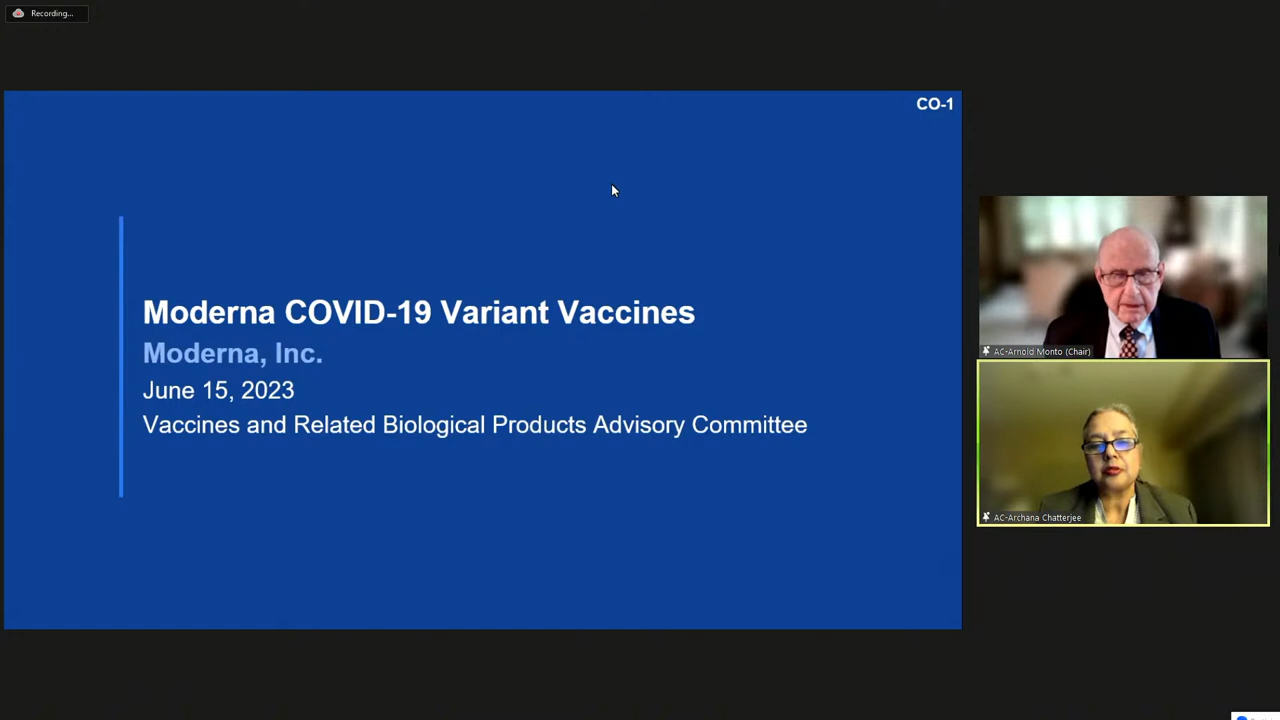 Recording...
CO-1
Moderna COVID-19 Variant Vaccines
Moderna, Inc.
June 15, 2023
Vaccines and Related Biological Products Advisory Committee
AC-Arnold Monto (Chair)
AC-Archana Chatterjee